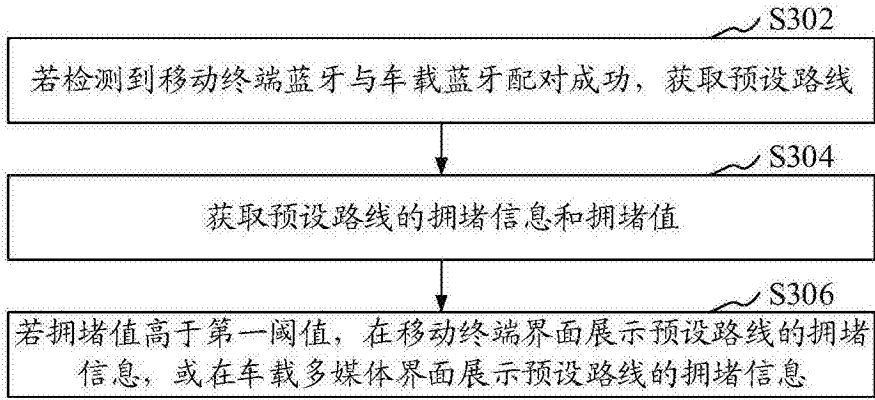 S302
若检测到移动终端蓝牙与车载蓝牙配对成功，获取预设路线
S304
获取预设路线的拥堵信息和拥堵值
S306
若拥堵值高于第一阈值，在移动终端界面展示预设路线的拥堵
信息，或在车载多媒体界面展示预设路线的拥堵信息